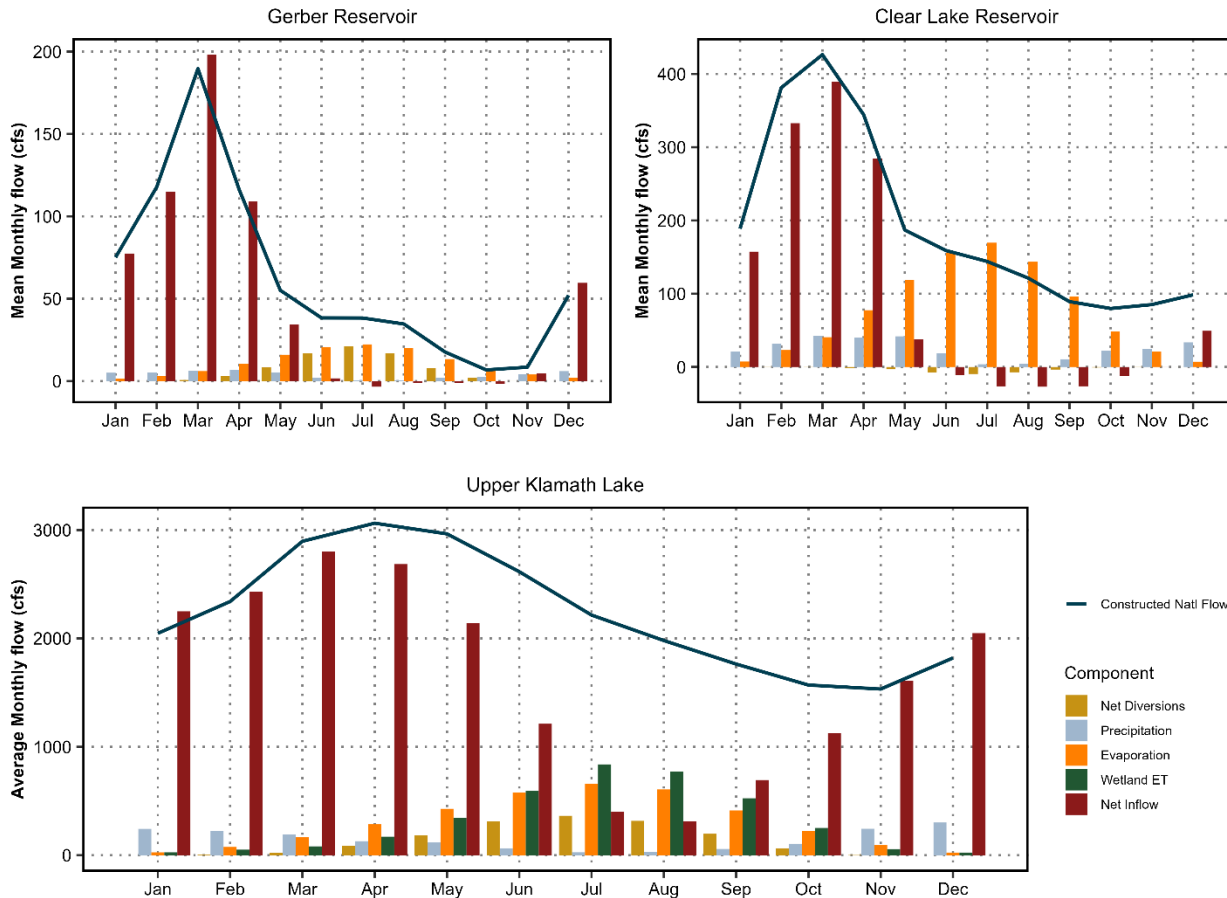 Gerber Reservoir
Mean Monthly flow (cfs)
200
150
100
50
0
Jan Feb Mar Apr May Jun Jul Aug Sep Oct Nov Dec
Clear Lake Reservoir
Mean Monthly flow (cfs)
400
300
200
100
0
Jan Feb Mar Apr May Jun Jul Aug Sep Oct Nov Dec
Upper Klamath Lake
Average Monthly flow (cfs)
3000
2000
1000
0
Jan Feb Mar Apr May Jun Jul Aug Sep Oct Nov Dec
Constructed Natl Flow
Component
Net Diversions
Precipitation
Evaporation
Wetland ET
Net Inflow